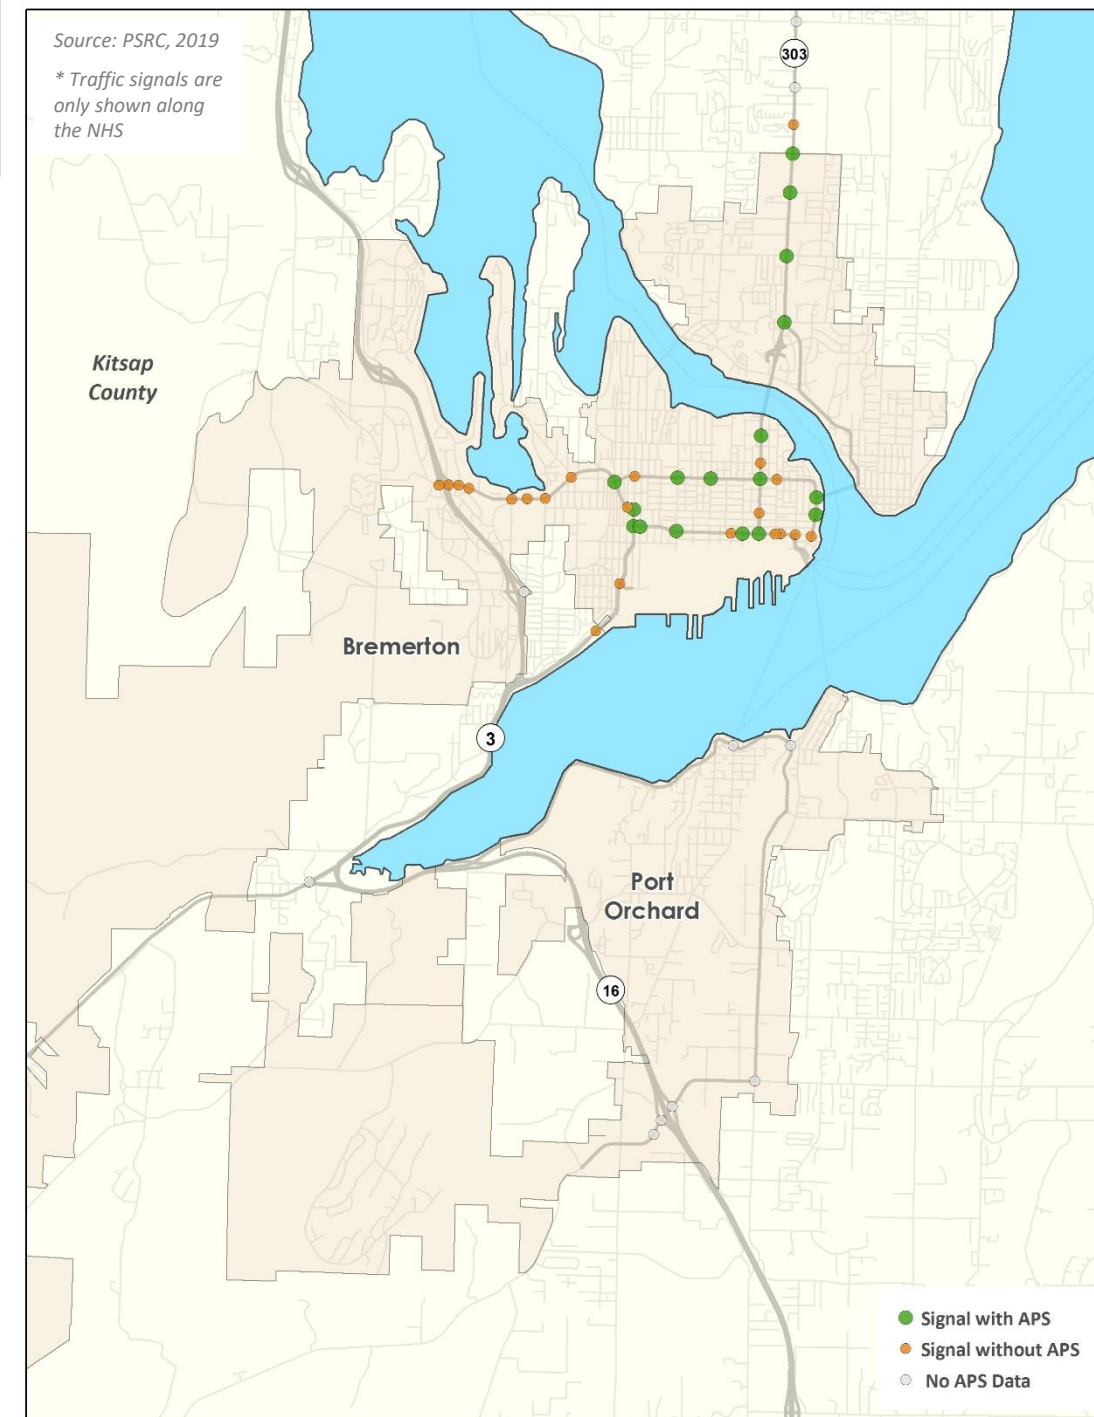 Source: PSRC, 2019
* Traffic signals are
only shown along
the NHS
303
Kitsap
County
Bremerton
3
Port
Orchard
16
Signal with APS
Signal without APS
No APS Data